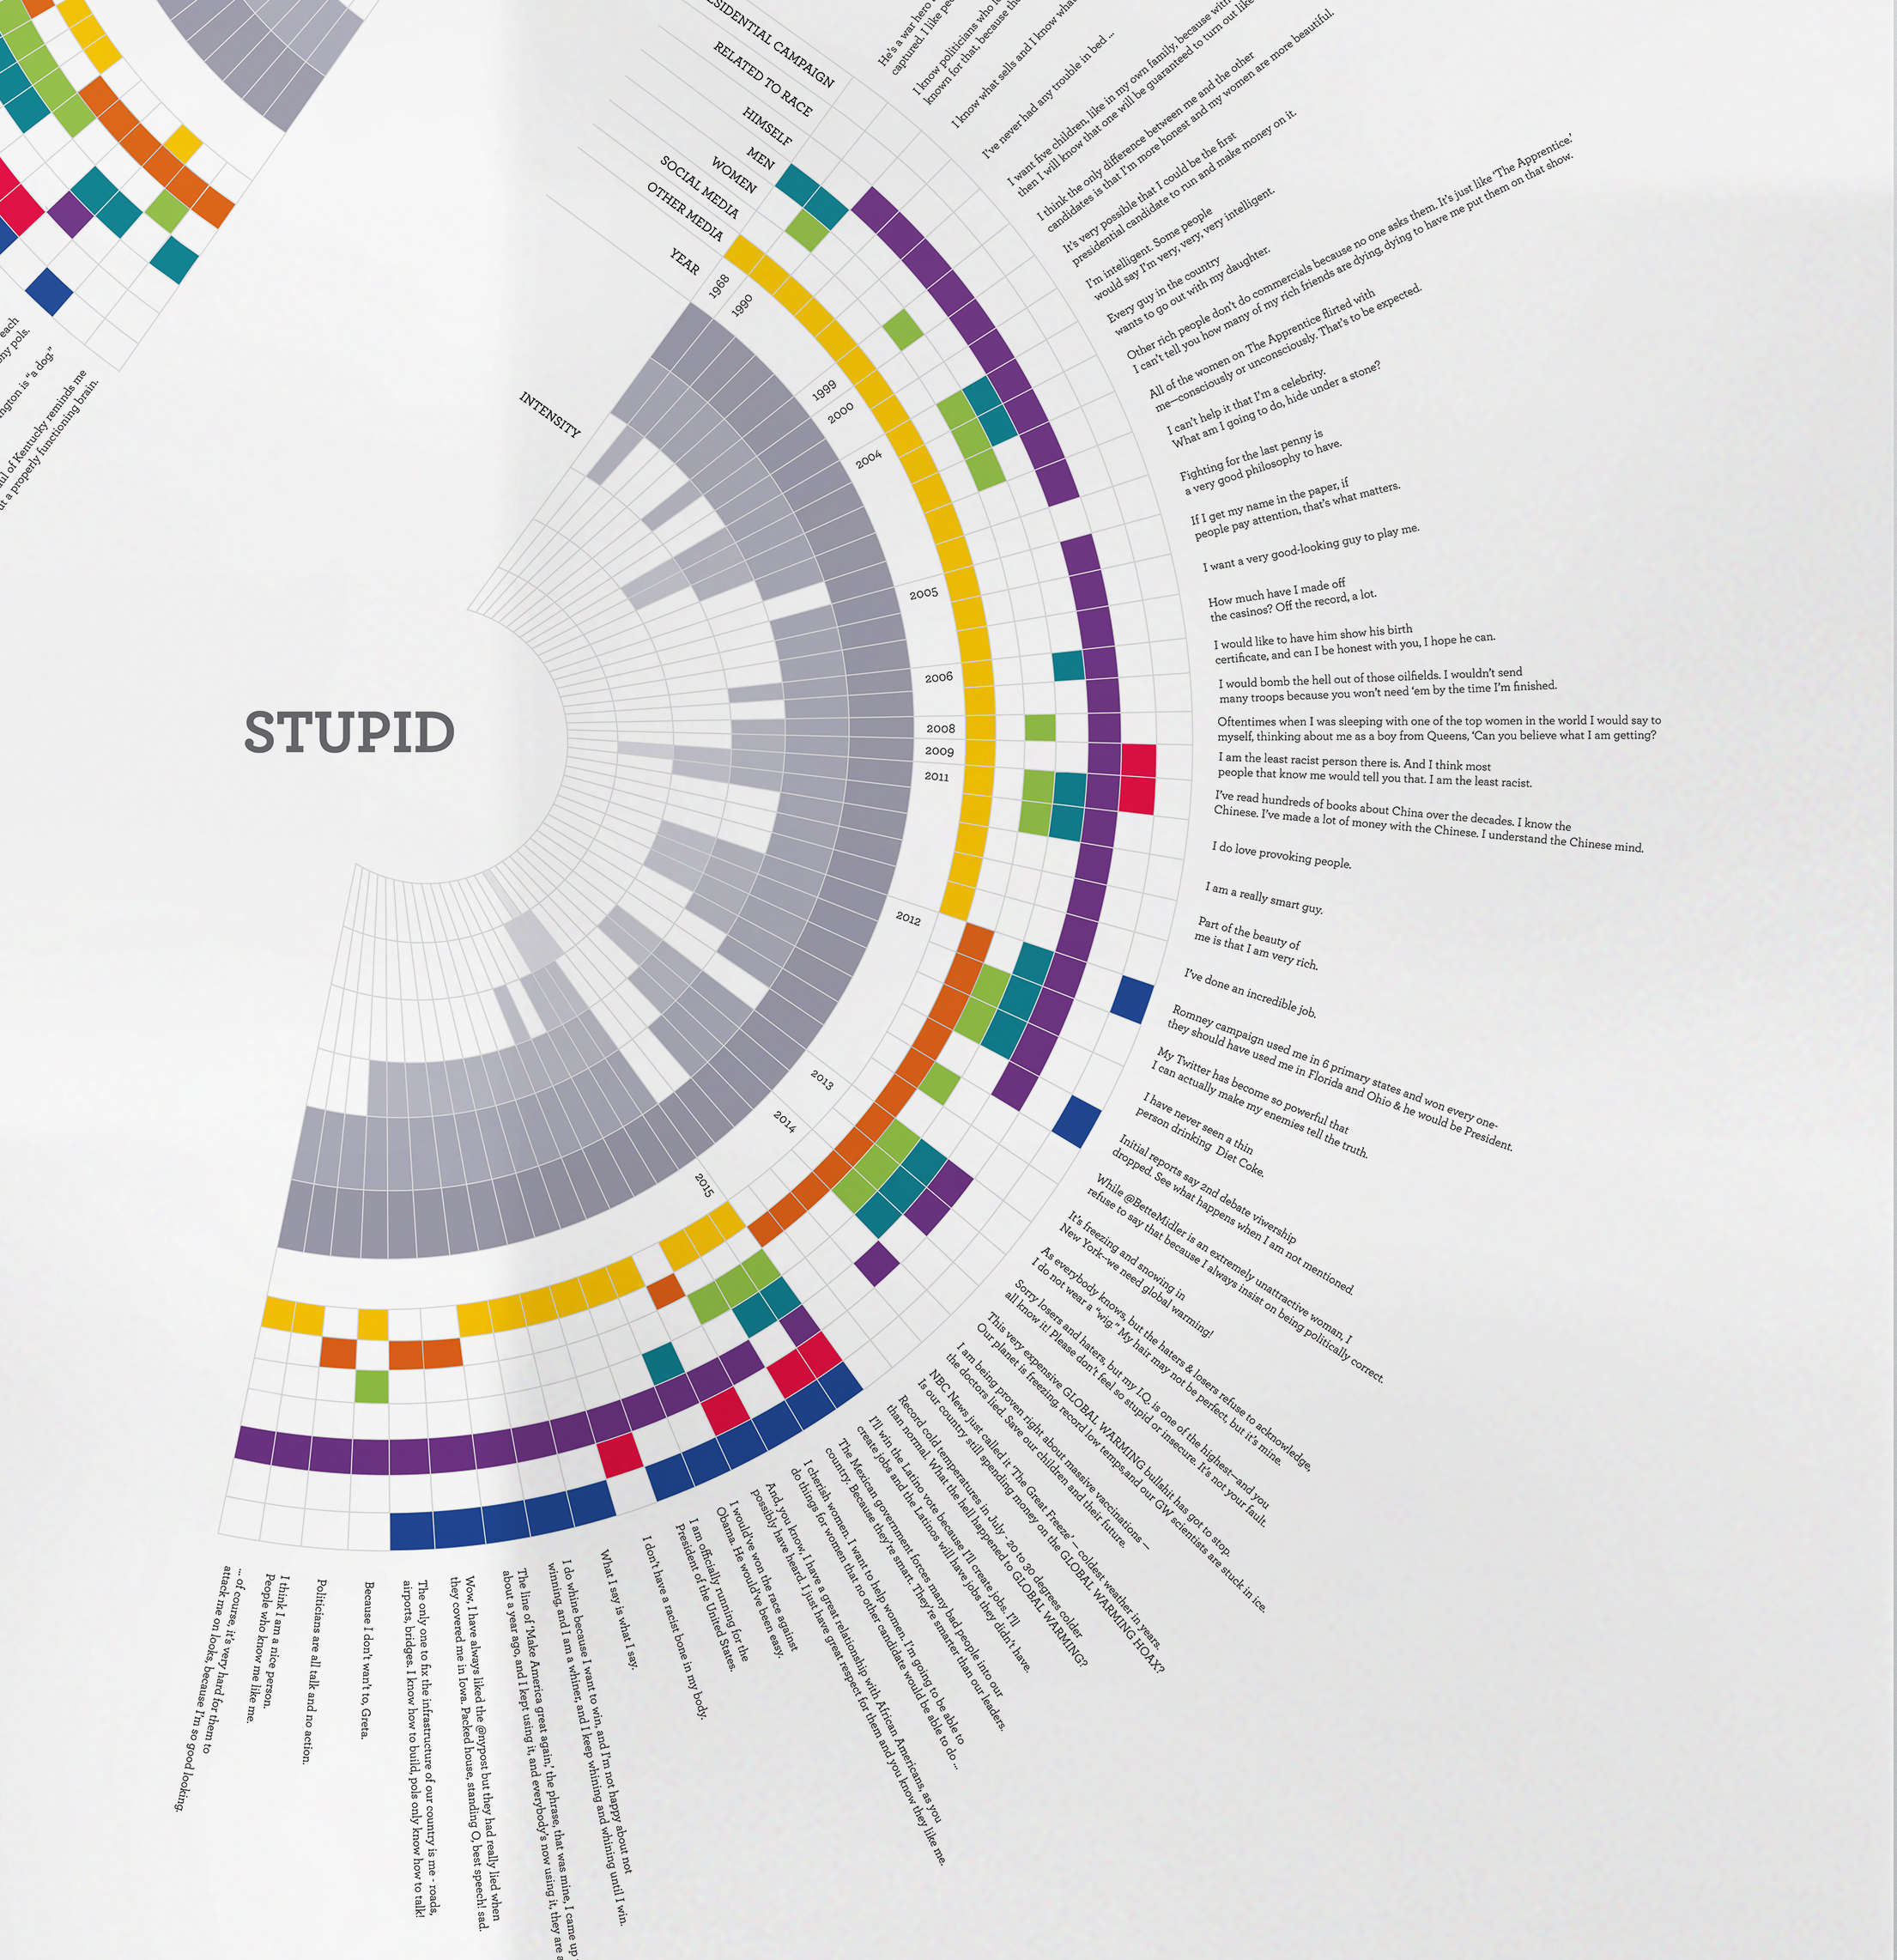 each
ny pols.
ngton is “a dog.”
ul of Kentucky reminds me
ut a properly functioning brain.
STUPID
INTENSITY
SIDENTIAL CAMPAIGN
RELATED TO RACE
HIMSELF
MEN
WOMEN
SOCIAL MEDIA
OTHER MEDIA
YEAR
1968
1990
1999
2000
2004
2005
2006
2008
2009
2011
2012
2013
2014
2015
He's a war hero
captured. I like pe
I know politicians who
known for that, because th
I know what sells and I know what
I've never had any trouble in bed ...
I want five children, like in my own family, because with
then I will know that one will be guaranteed to turn out like
I think the only difference between me and the other
candidates is that I'm more honest and my women are more beautiful.
It's very possible that I could be the first
presidential candidate to run and make money on it.
I'm intelligent. Some people
would say I'm very, very, very intelligent.
Every guy in the country
wants to go out with my daughter.
Other rich people don't do commercials because no one asks them. It's just like ‘The Apprentice.’
I can't tell you how many of my rich friends are dying, dying to have me put them on that show.
All of the women on The Apprentice flirted with
me—consciously or unconsciously. That's to be expected.
I can't help it that I'm a celebrity.
What am I going to do, hide under a stone?
Fighting for the last penny is
a very good philosophy to have.
If I get my name in the paper, if
people pay attention, that's what matters.
I want a very good-looking guy to play me.
How much have I made off
the casinos? Off the record, a lot.
I would like to have him show his birth
certificate, and can I be honest with you, I hope he can.
I would bomb the hell out of those oilfields. I wouldn't send
many troops because you won't need ‘em by the time I'm finished.
Oftentimes when I was sleeping with one of the top women in the world I would say to
myself, thinking about me as a boy from Queens, ‘Can you believe what I am getting?
I am the least racist person there is. And I think most
people that know me would tell you that. I am the least racist.
I've read hundreds of books about China over the decades. I know the
Chinese. I've made a lot of money with the Chinese. I understand the Chinese mind.
I do love provoking people.
I am a really smart guy.
Part of the beauty of
me is that I am very rich.
I've done an incredible job.
Romney campaign used me in 6 primary states and won every one-
they should have used me in Florida and Ohio & he would be President.
My Twitter has become so powerful that
I can actually make my enemies tell the truth.
I have never seen a thin
person drinking Diet Coke.
Initial reports say 2nd debate viwership
dropped. See what happens when I am not mentioned.
While @BetteMidler is an extremely unattractive woman, I
refuse to say that because I always insist on being politically correct.
It's freezing and snowing in
New York--we need global warming!
As everybody knows, but the haters & losers refuse to acknowledge,
I do not wear a “wig.” My hair may not be perfect, but it's mine.
Sorry losers and haters, but my I.Q. is one of the highest—and you
all know it! Please don't feel so stupid or insecure. It's not your fault.
This very expensive GLOBAL WARMING bullshit has got to stop.
Our planet is freezing, record low temps,and our GW scientists are stuck in ice.
I am being proven right about massive vaccinations —
the doctors lied. Save our children and their future.
NBC News just called it ‘The Great Freeze’ — coldest weather in years.
Is our country still spending money on the GLOBAL WARMING HOAX?
Record cold temperatures in July - 20 to 30 degrees colder
than normal. What the hell happened to GLOBAL WARMING?
I'll win the Latino vote because I'll create jobs. I'll
create jobs and the Latinos will have jobs they didn't have.
The Mexican government forces many bad people into our
country. Because they're smart. They're smarter than our leaders.
I cherish women. I want to help women. I'm going to be able to
do things for women that no other candidate would be able to do ...
And, you know, I have a great relationship with African Americans, as you
possibly have heard. I just have great respect for them and you know they like me.
I would've won the race against
Obama. He would've been easy.
I am officially running for the
President of the United States.
I don't have a racist bone in my body.
What I say is what I say.
I do whine because I want to win, and I'm not happy about not
winning, and I am a whiner, and I keep whining and whining until I win.
The line of ‘Make America great again,’ the phrase, that was mine, I came up
about a year ago, and I kept using it, and everybody's now using it, they are a
Wow, I have always liked the @nypost but they had really lied when
they covered me in Iowa. Packed house, standing O, best speech! sad.
The only one to fix the infrastructure of our country is me - roads,
airports, bridges. I know how to build, pols only know how to talk!
Because I don't want to, Greta.
Politicians are all talk and no action.
I think I am a nice person.
People who know me like me.
... of course, it's very hard for them to
attack me on looks, because I'm so good looking.